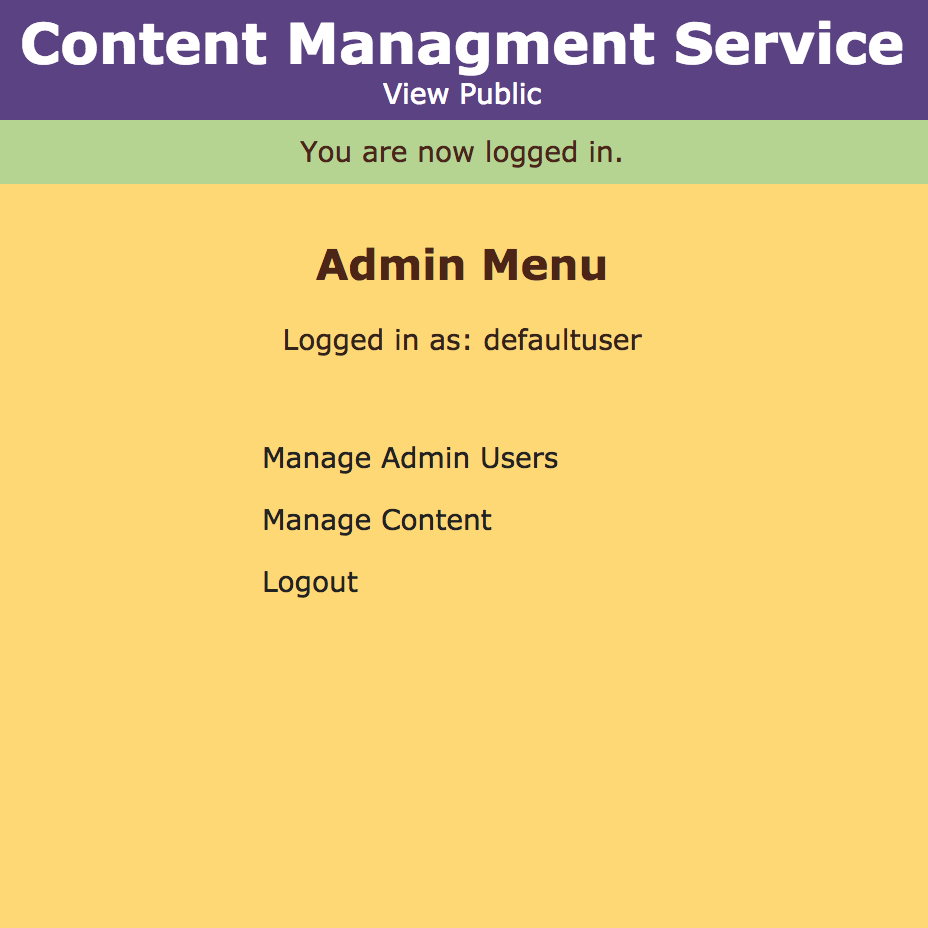 Content Managment Service
View Public
You are now logged in.
Admin Menu
Logged in as: defaultuser
Manage Admin Users
Manage Content
Logout